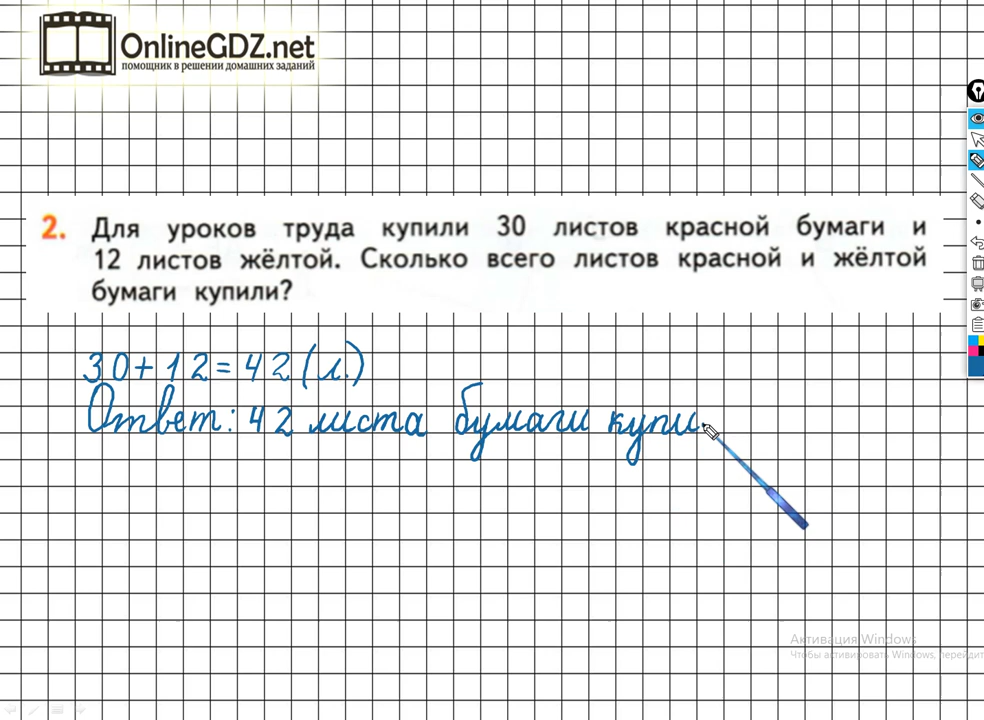 OnlineGDZ.net
помощник в решении домашних заданий
2. Для уроков труда купили 30 листов красной бумаги и
12 листов жёлтой. Сколько всего листов красной и жёлтой
бумаги купили?
30+12=42(л.)
Ответ: 42 листа бумаги купи
Активация Windows
Чтобы активировать Windows, перейдит